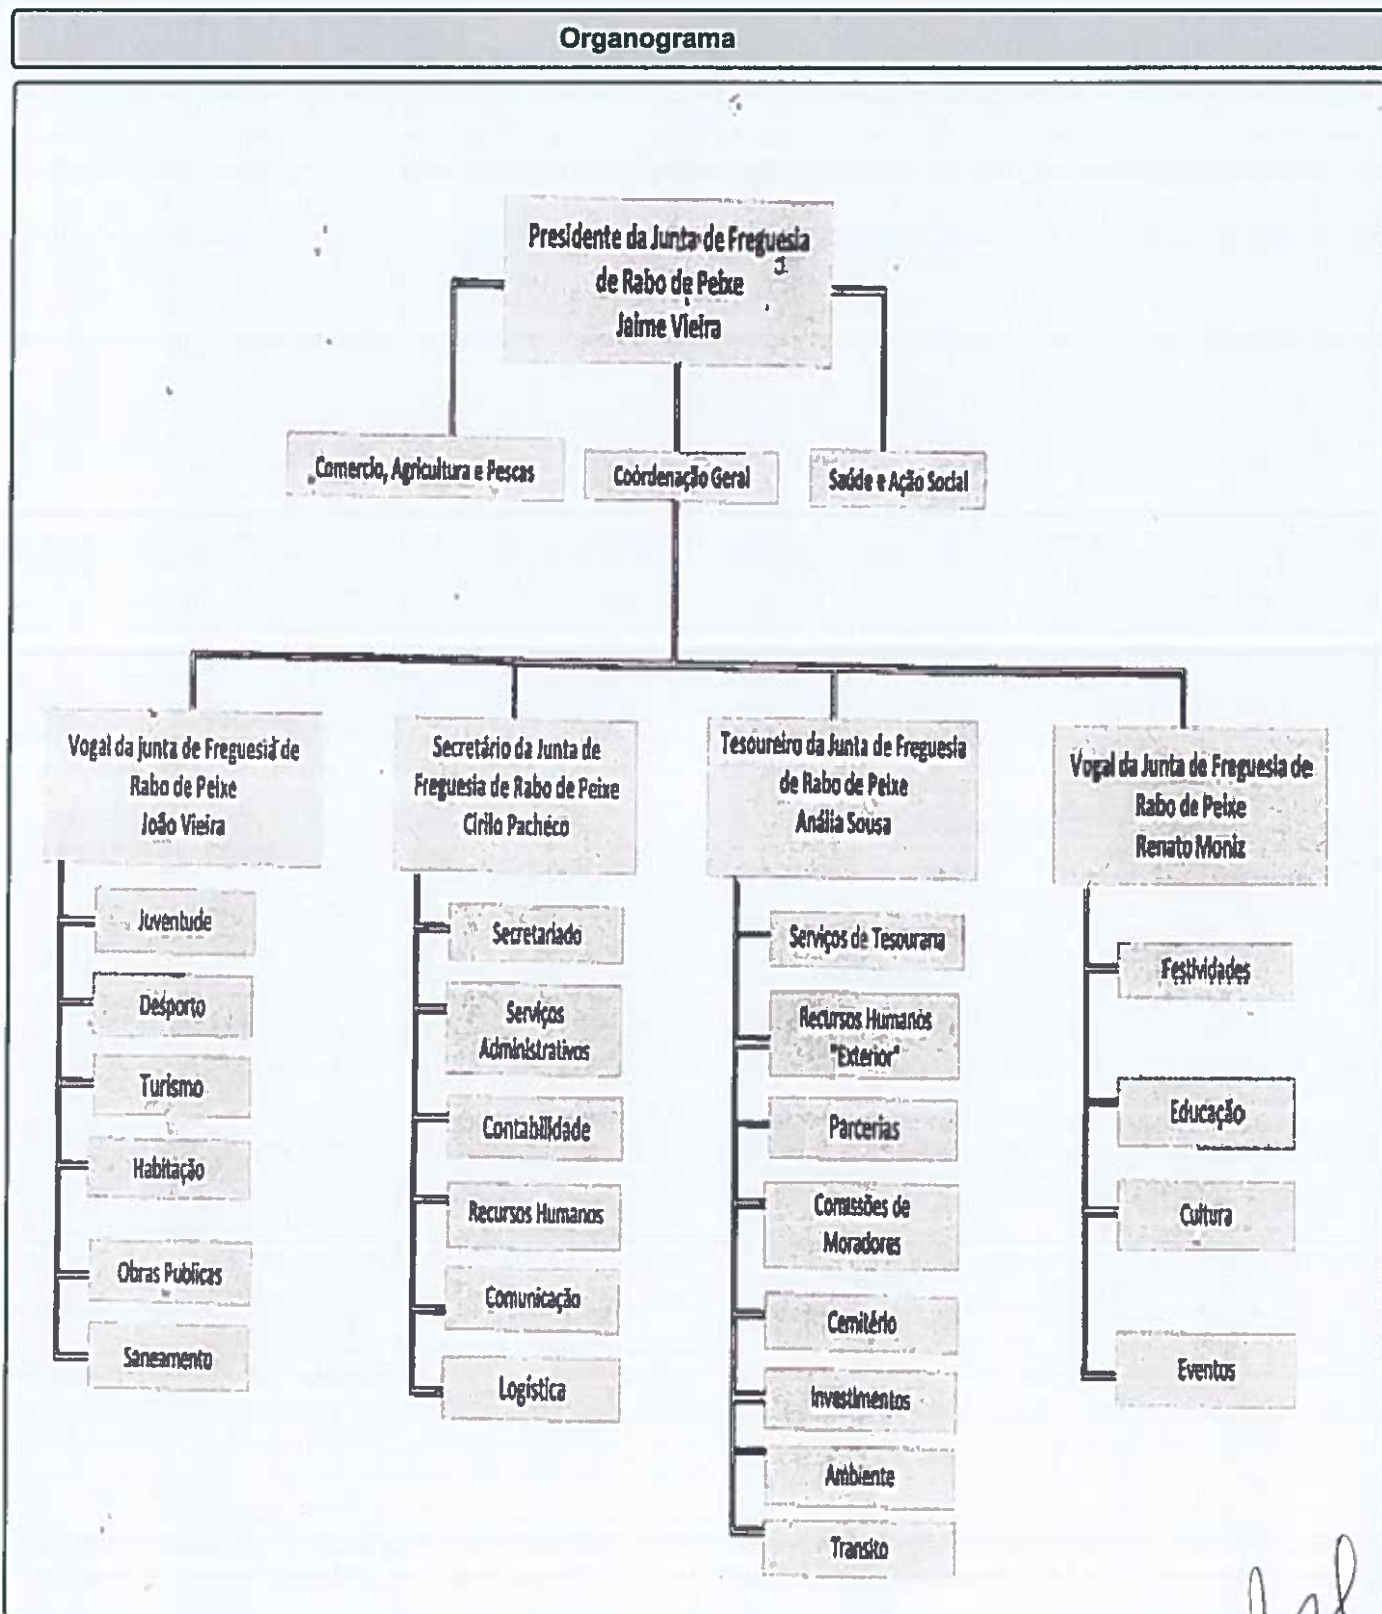 Organograma
Presidente da Junta de Freguesia
de Rabo de Peixe
Jaime Vieira
Comercio, Agricultura e Pescas
Coordenação Geral
Saúde e Ação Social
Vogal da junta de Freguesia de
Rabo de Peixe
João Vieira
Juventude
Desporto
Turismo
Habitação
Obras Publicas
Saneamento
Secretário da Junta de
Freguesia de Rabo de Peixe
Cirilo Pacheco
Secretariado
Serviços
Administrativos
Contabilidade
Recursos Humanos
Comunicação
Logística
Tesoureiro da Junta de Freguesia
de Rabo de Peixe
Anália Sousa
Serviços de Tesouraria
Recursos Humanos
"Exterior"
Parcerias
Comissões de
Moradores
Cemitério
Investimentos
Ambiente
Transito
Vogal da Junta de Freguesia de
Rabo de Peixe
Renato Moniz
Festividades
Educação
Cultura
Eventos